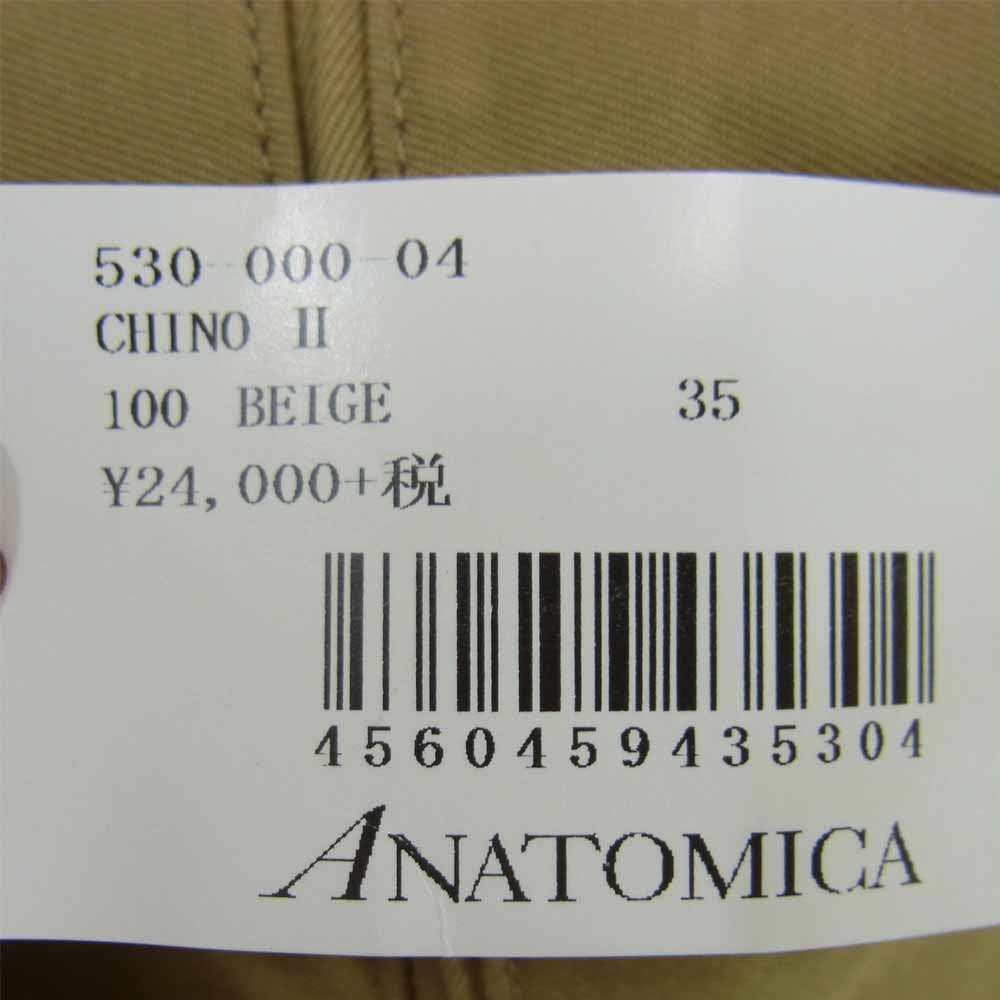 530-000-04
CHINO II
100 BEIGE 35
¥24,000+税
4560459435304
ANATOMICA